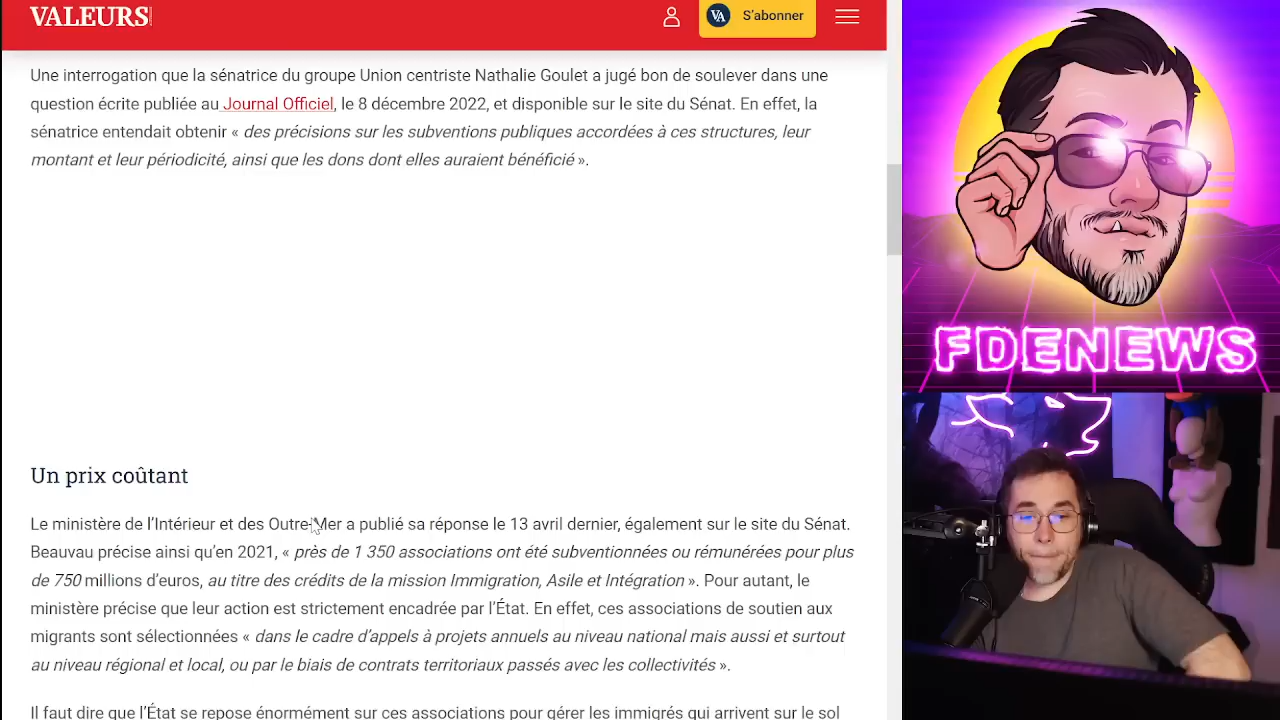 VALEURS
VA S'abonner
Une interrogation que la sénatrice du groupe Union centriste Nathalie Goulet a jugé bon de soulever dans une
question écrite publiée au Journal Officiel, le 8 décembre 2022, et disponible sur le site du Sénat. En effet, la
sénatrice entendait obtenir « des précisions sur les subventions publiques accordées à ces structures, leur
montant et leur périodicité, ainsi que les dons dont elles auraient bénéficié ».
Un prix coûtant
Le ministère de l'Intérieur et des Outre-Mer a publié sa réponse le 13 avril dernier, également sur le site du Sénat.
Beauvau précise ainsi qu'en 2021, « près de 1 350 associations ont été subventionnées ou rémunérées pour plus
de 750 millions d'euros, au titre des crédits de la mission Immigration, Asile et Intégration ». Pour autant, le
ministère précise que leur action est strictement encadrée par l'État. En effet, ces associations de soutien aux
migrants sont sélectionnées « dans le cadre d'appels à projets annuels au niveau national mais aussi et surtout
au niveau régional et local, ou par le biais de contrats territoriaux passés avec les collectivités ».
Il faut dire que l'État se repose énormément sur ces associations pour gérer les immigrés qui arrivent sur le sol
FDENEWS